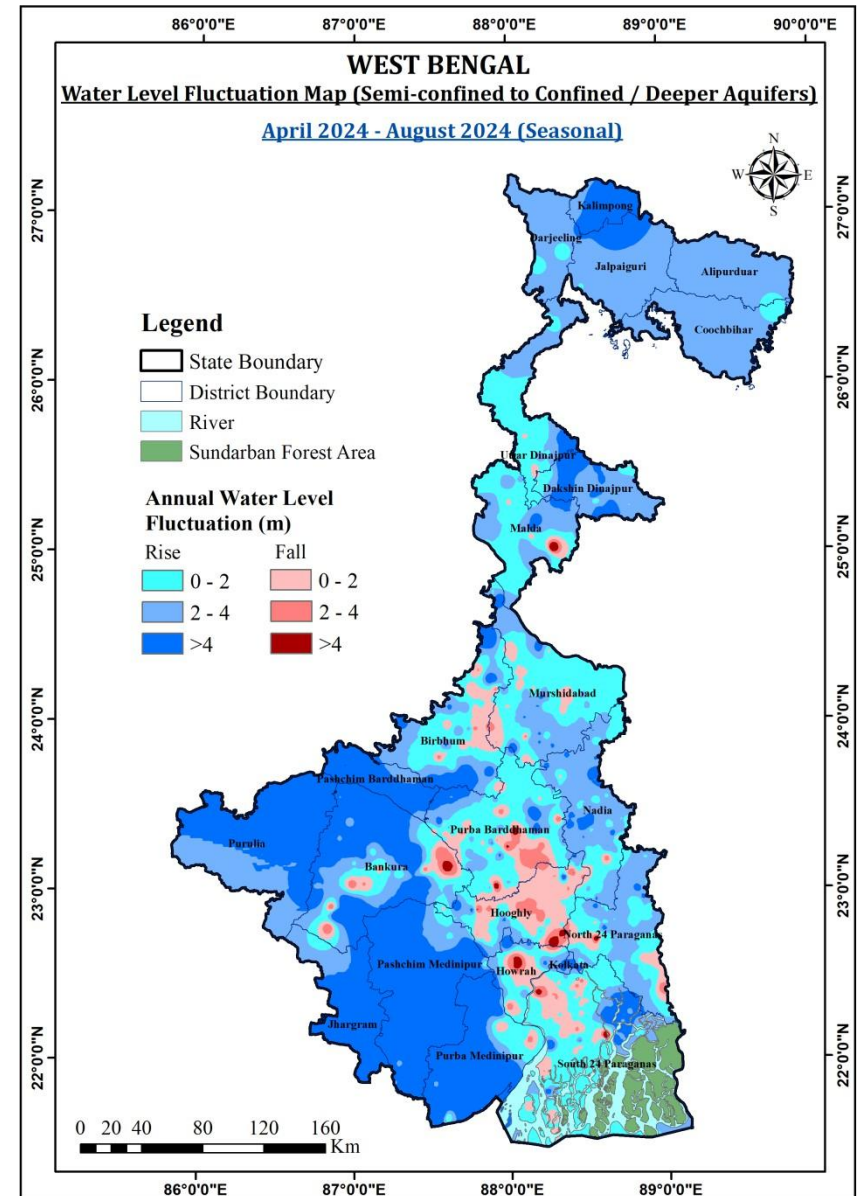 86°0'0"E 87°0'0"E 88°0'0"E 89°0'0"E 90°0'0"E
WEST BENGAL
Water Level Fluctuation Map (Semi-confined to Confined / Deeper Aquifers)
April 2024 - August 2024 (Seasonal)
N
W E
S
27°0'0"N 27°0'0"N
Kalimpong
Darjeeling
Jalpaiguri
Alipurduar
Coochbihar
Legend
State Boundary
District Boundary
River
Sundarban Forest Area
26°0'0"N 26°0'0"N
Uttar Dinajpur
Dakshin Dinajpur
Malda
Annual Water Level
Fluctuation (m)
Rise Fall
0 - 2 0 - 2
2 - 4 2 - 4
>4 >4
25°0'0"N 25°0'0"N
Murshidabad
24°0'0"N 24°0'0"N
Birbhum
Pashchim Barddhaman
Nadia
Purba Barddhaman
Purulia
Bankura
23°0'0"N 23°0'0"N
Hooghly
North 24 Paraganas
Pashchim Medinipur
Kolkata
Howrah
Jhargram
22°0'0"N 22°0'0"N
Purba Medinipur
South 24 Paraganas
0 20 40 80 120 160
Km
86°0'0"E 87°0'0"E 88°0'0"E 89°0'0"E